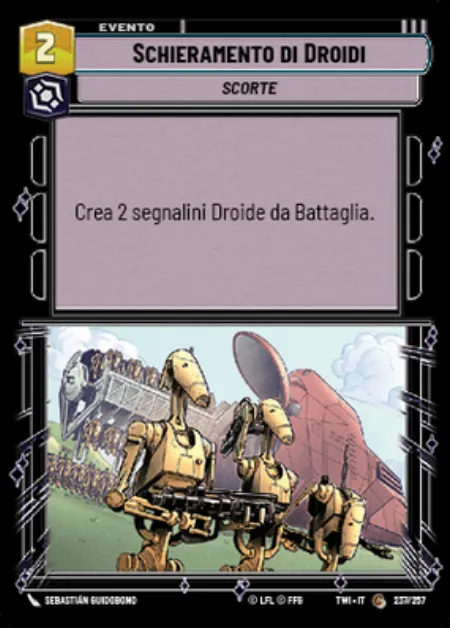 EVENTO
2
SCHIERAMENTO DI DROIDI
SCORTE
Crea 2 segnalini Droide da Battaglia.
SEBASTIÁN GUIDOBONO
© LFL © FFG
TWI • IT
C
237/257